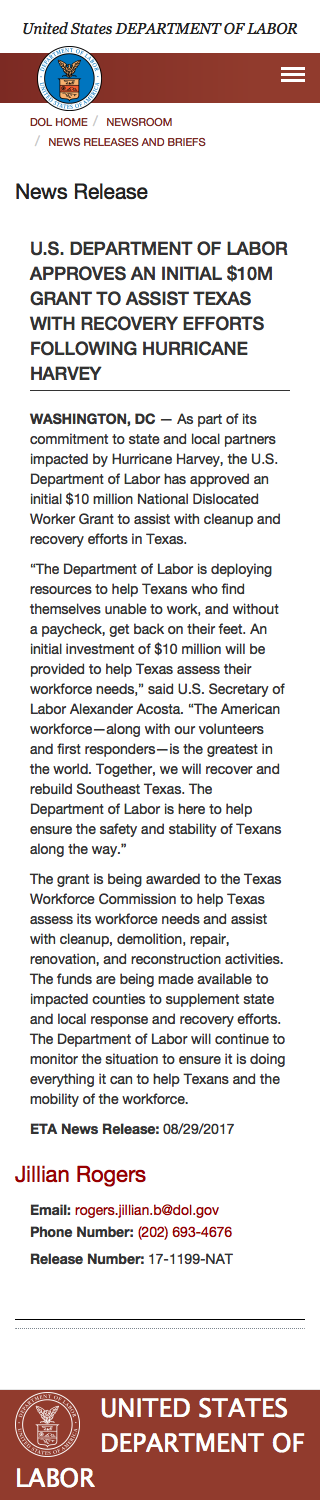 United States DEPARTMENT OF LABOR
DOL HOME / NEWSROOM
/ NEWS RELEASES AND BRIEFS
News Release
U.S. DEPARTMENT OF LABOR
APPROVES AN INITIAL $10M
GRANT TO ASSIST TEXAS
WITH RECOVERY EFFORTS
FOLLOWING HURRICANE
HARVEY
WASHINGTON, DC — As part of its
commitment to state and local partners
impacted by Hurricane Harvey, the U.S.
Department of Labor has approved an
initial $10 million National Dislocated
Worker Grant to assist with cleanup and
recovery efforts in Texas.
“The Department of Labor is deploying
resources to help Texans who find
themselves unable to work, and without
a paycheck, get back on their feet. An
initial investment of $10 million will be
provided to help Texas assess their
workforce needs,” said U.S. Secretary of
Labor Alexander Acosta. “The American
workforce—along with our volunteers
and first responders—is the greatest in
the world. Together, we will recover and
rebuild Southeast Texas. The
Department of Labor is here to help
ensure the safety and stability of Texans
along the way.”
The grant is being awarded to the Texas
Workforce Commission to help Texas
assess its workforce needs and assist
with cleanup, demolition, repair,
renovation, and reconstruction activities.
The funds are being made available to
impacted counties to supplement state
and local response and recovery efforts.
The Department of Labor will continue to
monitor the situation to ensure it is doing
everything it can to help Texans and the
mobility of the workforce.
ETA News Release: 08/29/2017
Jillian Rogers
Email: rogers.jillian.b@dol.gov
Phone Number: (202) 693-4676
Release Number: 17-1199-NAT
UNITED STATES
DEPARTMENT OF
LABOR